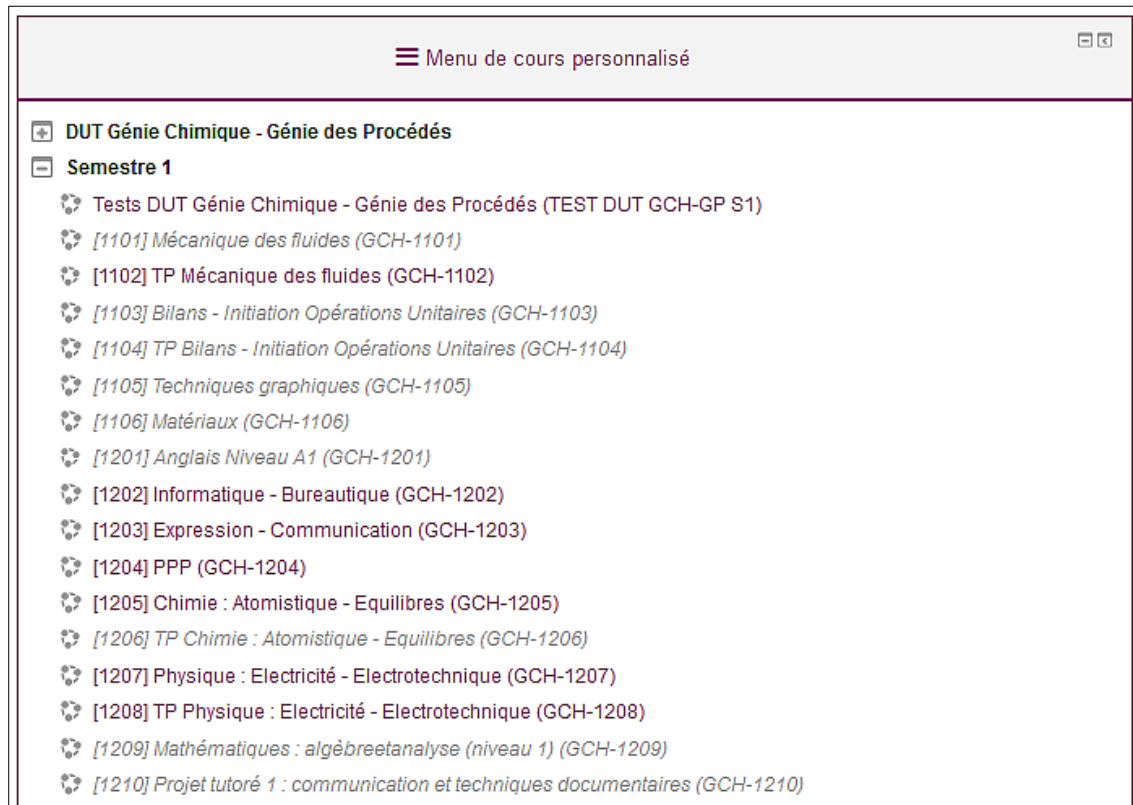 Menu de cours personnalisé
DUT Génie Chimique - Génie des Procédés
Semestre 1
Tests DUT Génie Chimique - Génie des Procédés (TEST DUT GCH-GP S1)
[1101] Mécanique des fluides (GCH-1101)
[1102] TP Mécanique des fluides (GCH-1102)
[1103] Bilans - Initiation Opérations Unitaires (GCH-1103)
[1104] TP Bilans - Initiation Opérations Unitaires (GCH-1104)
[1105] Techniques graphiques (GCH-1105)
[1106] Matériaux (GCH-1106)
[1201] Anglais Niveau A1 (GCH-1201)
[1202] Informatique - Bureautique (GCH-1202)
[1203] Expression - Communication (GCH-1203)
[1204] PPP (GCH-1204)
[1205] Chimie : Atomistique - Equilibres (GCH-1205)
[1206] TP Chimie : Atomistique - Equilibres (GCH-1206)
[1207] Physique : Electricité - Electrotechnique (GCH-1207)
[1208] TP Physique : Electricité - Electrotechnique (GCH-1208)
[1209] Mathématiques : algèbreetanalyse (niveau 1) (GCH-1209)
[1210] Projet tutoré 1 : communication et techniques documentaires (GCH-1210)